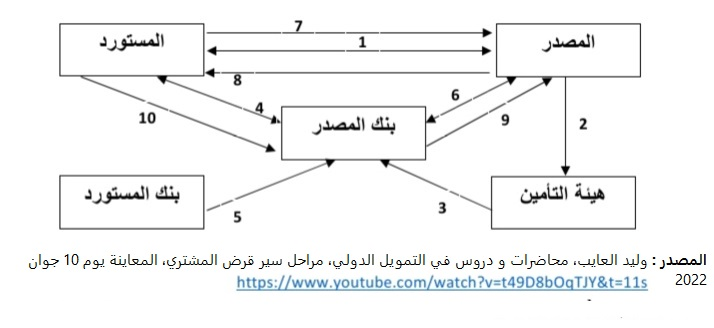 المستورد
7
1
8
المصدر
4
6
10
بنك المصدر
9
2
بنك المستورد
5
3
هيئة التأمين
المصدر : وليد العايب، محاضرات و دروس في التمويل الدولي، مراحل سير قرض المشتري، المعاينة يوم 10 جوان
2022 https://www.youtube.com/watch?v=t49D8bOqTJY&t=11s